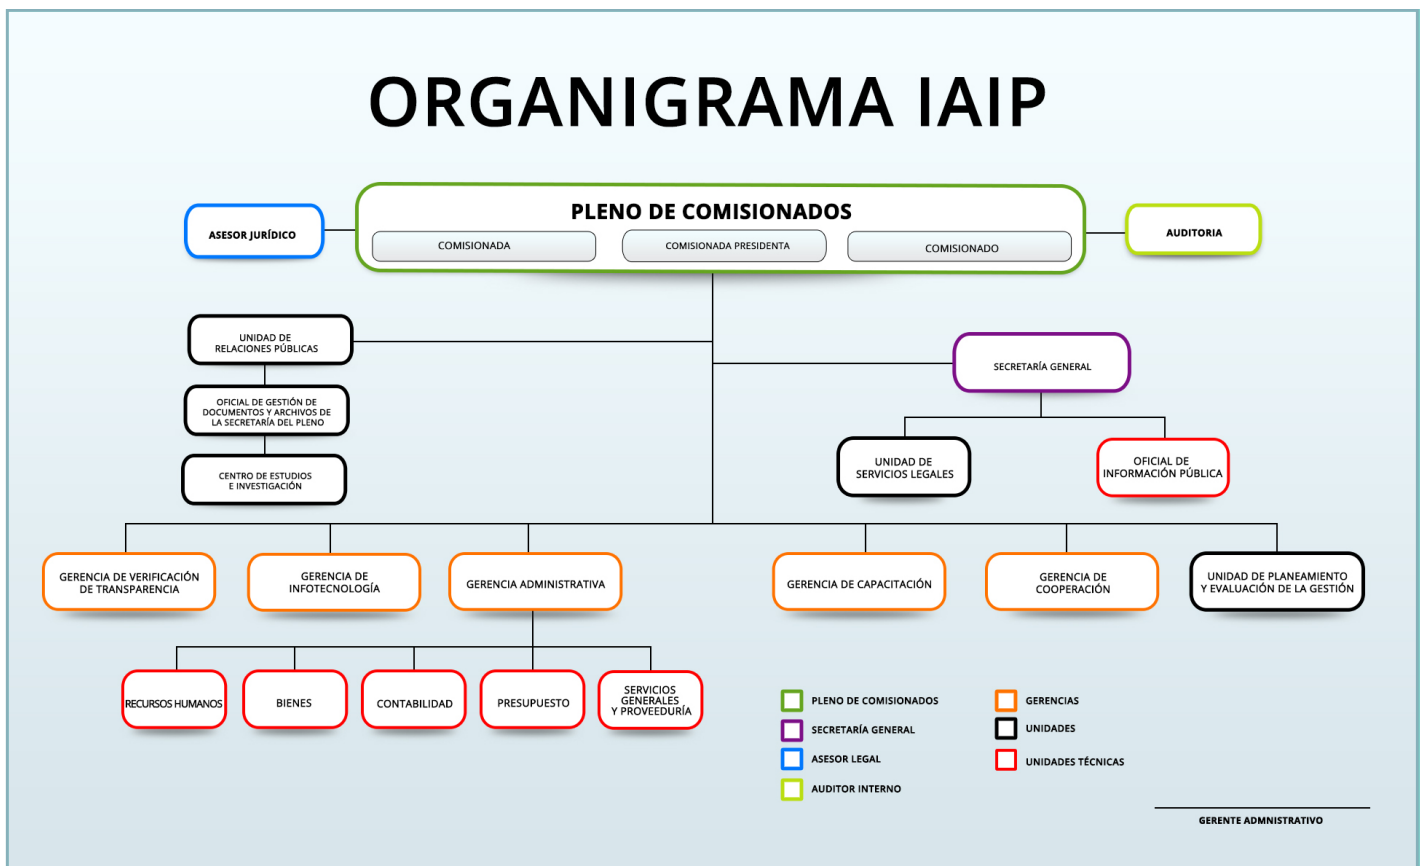 ORGANIGRAMA IAIP
PLENO DE COMISIONADOS
ASESOR JURÍDICO
COMISIONADA
COMISIONADA PRESIDENTA
COMISIONADO
AUDITORIA
UNIDAD DE
RELACIONES PÚBLICAS
SECRETARÍA GENERAL
OFICIAL DE GESTIÓN DE
DOCUMENTOS Y ARCHIVOS DE
LA SECRETARÍA DEL PLENO
CENTRO DE ESTUDIOS
E INVESTIGACIÓN
UNIDAD DE
SERVICIOS LEGALES
OFICIAL DE
INFORMACIÓN PÚBLICA
GERENCIA DE VERIFICACIÓN
DE TRANSPARENCIA
GERENCIA DE
INFOTECNOLOGÍA
GERENCIA ADMINISTRATIVA
GERENCIA DE CAPACITACIÓN
GERENCIA DE
COOPERACIÓN
UNIDAD DE PLANEAMIENTO
Y EVALUACIÓN DE LA GESTIÓN
RECURSOS HUMANOS
BIENES
CONTABILIDAD
PRESUPUESTO
SERVICIOS
GENERALES
Y PROVEEDURÍA
PLENO DE COMISIONADOS
SECRETARÍA GENERAL
ASESOR LEGAL
AUDITOR INTERNO
GERENCIAS
UNIDADES
UNIDADES TÉCNICAS
GERENTE ADMNISTRATIVO